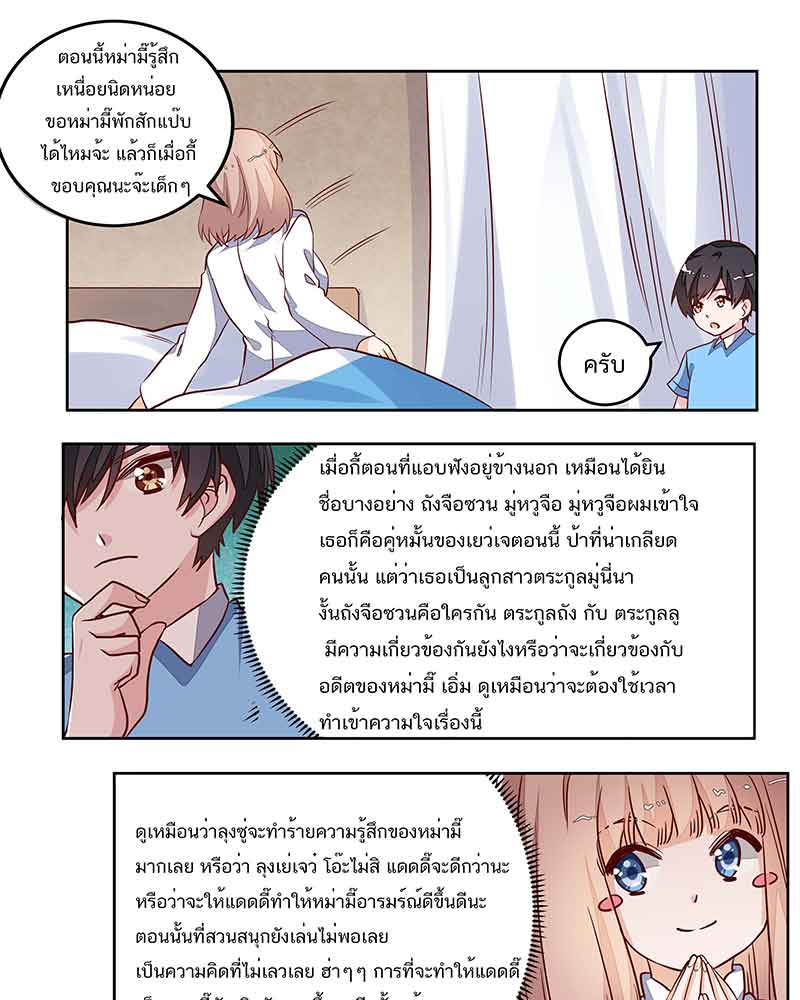 ตอนนี้หม่ามี๊รู้สึก
เหนื่อยนิดหน่อย
ขอหม่ามี๊พักสักแป๊บ
ได้ไหมจ้ะ แล้วก็เมื่อกี้
ขอบคุณนะจ๊ะเด็กๆ
ครับ
เมื่อกี้ตอนที่แอบฟังอยู่ข้างนอก เหมือนได้ยิน
ชื่อบางอย่าง ถังจือซวน มู่หวูจือ มู่หวูจือผมเข้าใจ
เธอก็คือคู่หมั้นของเยว่เจตอนนี้ ป้าที่น่าเกลียด
คนนั้น แต่ว่าเธอเป็นลูกสาวตระกูลมู่นี่นา
งั้นถังจือซวนคือใครกัน ตระกูลถัง กับ ตระกูลลู
มีความเกี่ยวข้องกันยังไงหรือว่าจะเกี่ยวข้องกับ
อดีตของหม่ามี๊ เอิ่ม ดูเหมือนว่าจะต้องใช้เวลา
ทำเข้าความใจเรื่องนี้
ดูเหมือนว่าลุงซู่จะทำร้ายความรู้สึกของหม่ามี๊
มากเลย หรือว่า ลุงเย่เจว๋ โอ๊ะไม่สิ แดดดี๊จะดีกว่านะ
หรือว่าจะให้แดดดี๊ทำให้หม่ามี๊อารมรณ์ดีขึ้นดีนะ
ตอนนั้นที่สวนสนุกยังเล่นไม่พอเลย
เป็นความคิดที่ไม่เลวเลย ฮ่าๆๆ การที่จะทำให้แดดดี๊